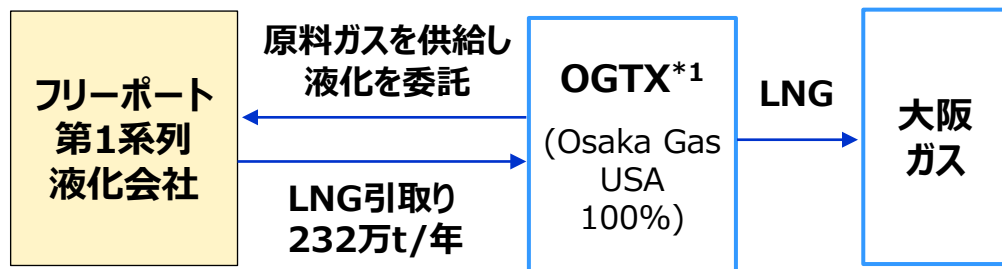 フリーポート
第1系列
液化会社
原料ガスを供給し
液化を委託
LNG引取り
232万t/年
OGTX*1
(Osaka Gas
USA
100%)
LNG
大阪
ガス